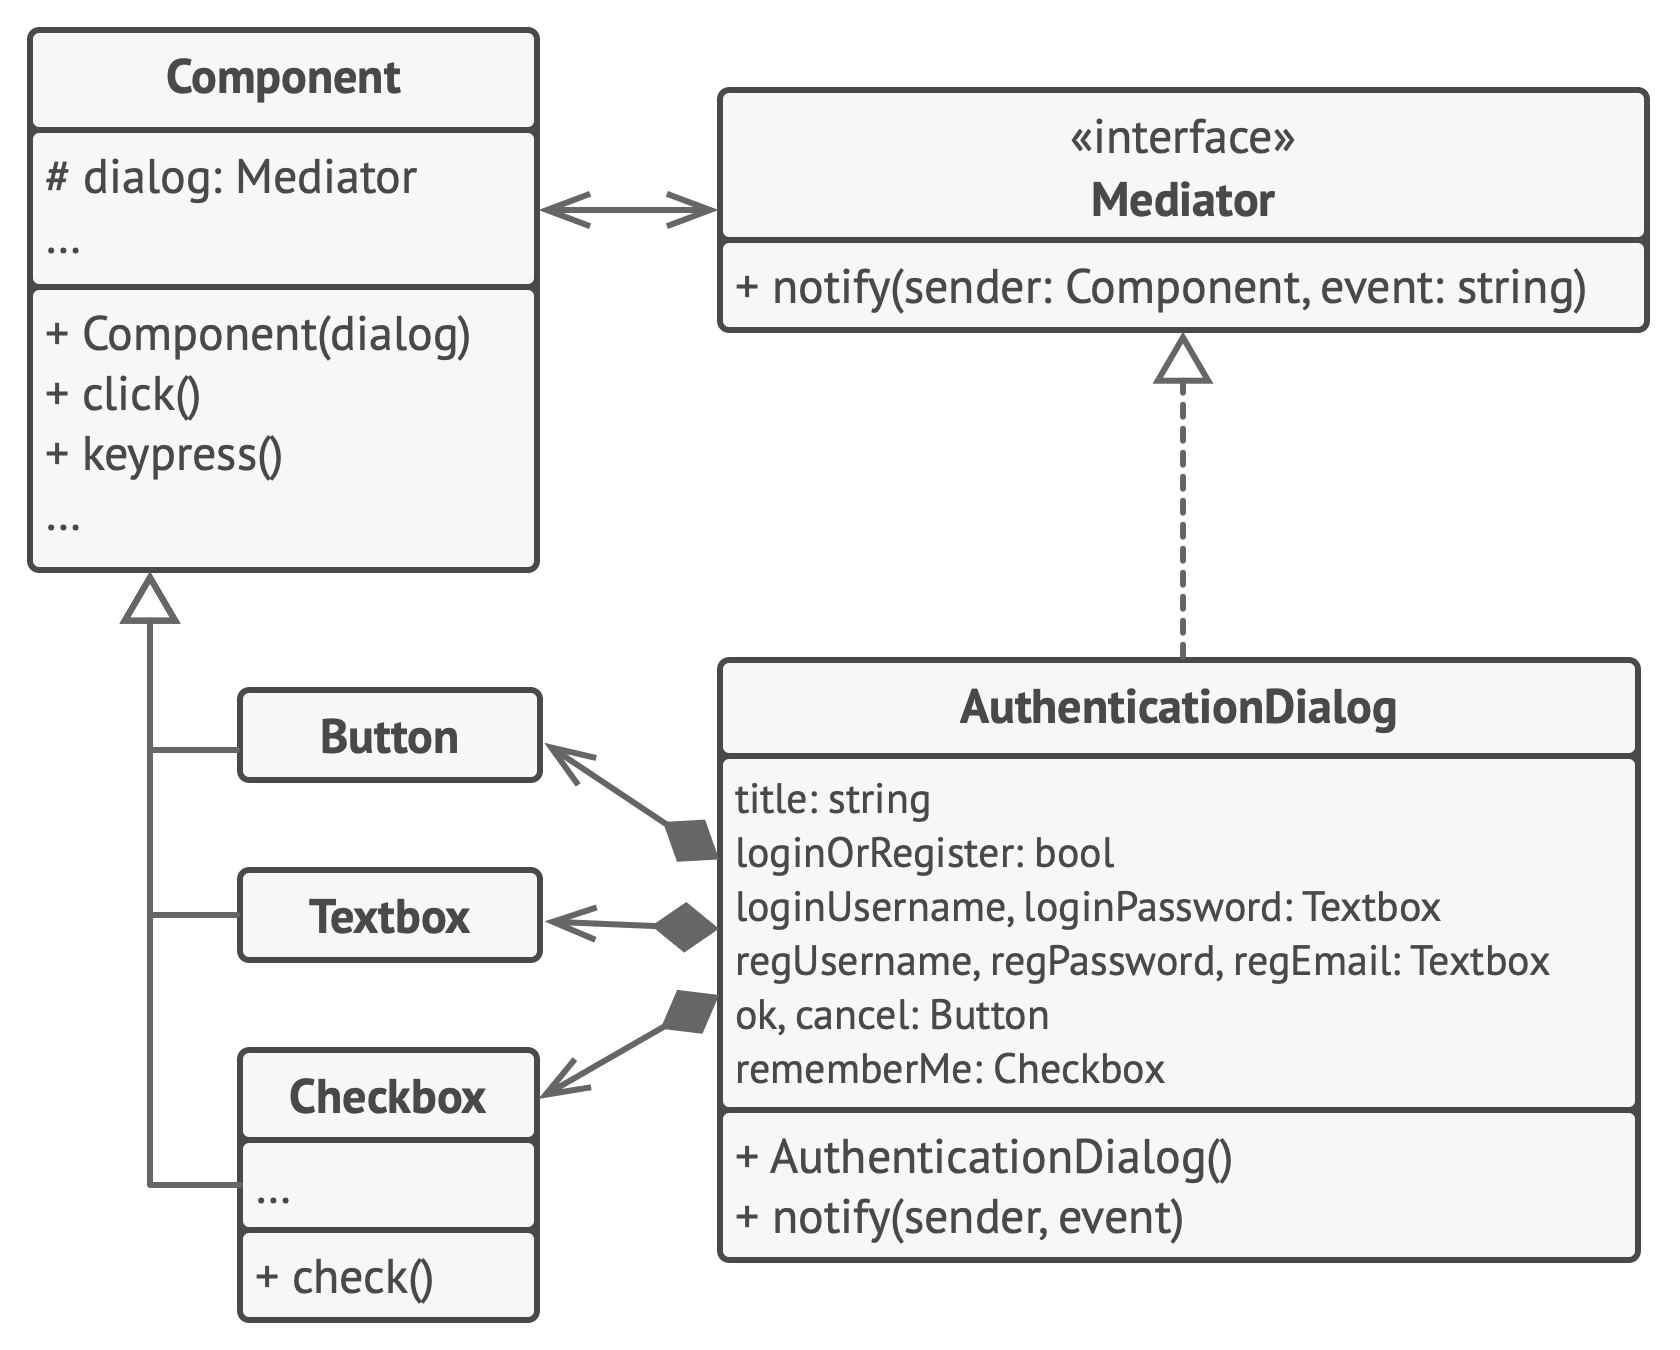 Component
# dialog: Mediator
...
+ Component(dialog)
+ click()
+ keypress()
...
«interface»
Mediator
+ notify(sender: Component, event: string)
Button
Textbox
Checkbox
...
+ check()
AuthenticationDialog
title: string
loginOrRegister: bool
loginUsername, loginPassword: Textbox
regUsername, regPassword, regEmail: Textbox
ok, cancel: Button
rememberMe: Checkbox
+ AuthenticationDialog()
+ notify(sender, event)